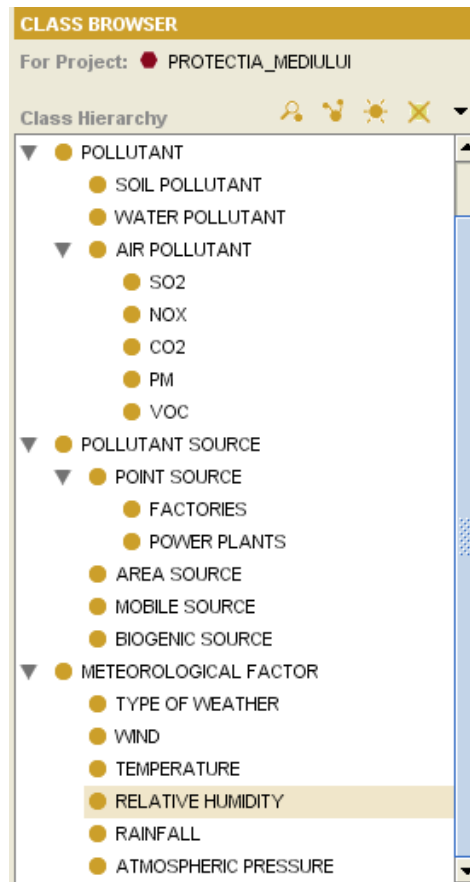 CLASS BROWSER
For Project: PROTECTIA_MEDIULUI
Class Hierarchy
POLLUTANT
SOIL POLLUTANT
WATER POLLUTANT
AIR POLLUTANT
SO2
NOX
CO2
PM
VOC
POLLUTANT SOURCE
POINT SOURCE
FACTORIES
POWER PLANTS
AREA SOURCE
MOBILE SOURCE
BIOGENIC SOURCE
METEOROLOGICAL FACTOR
TYPE OF WEATHER
WIND
TEMPERATURE
RELATIVE HUMIDITY
RAINFALL
ATMOSPHERIC PRESSURE